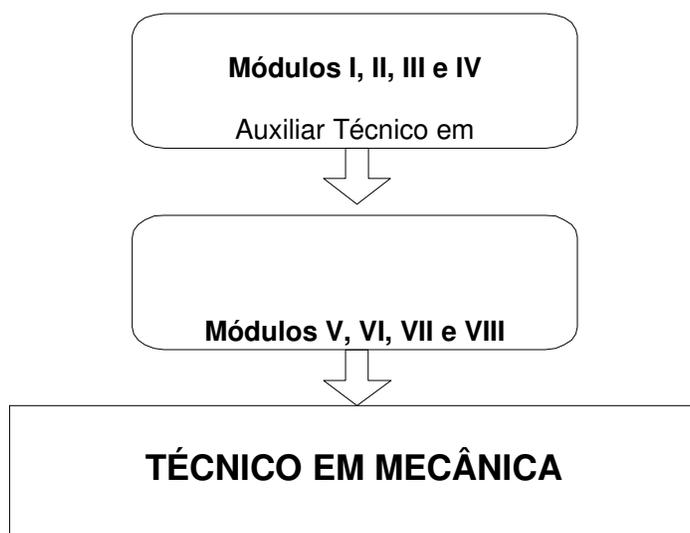 Módulos I, II, III e IV
Auxiliar Técnico em
Módulos V, VI, VII e VIII
TÉCNICO EM MECÂNICA